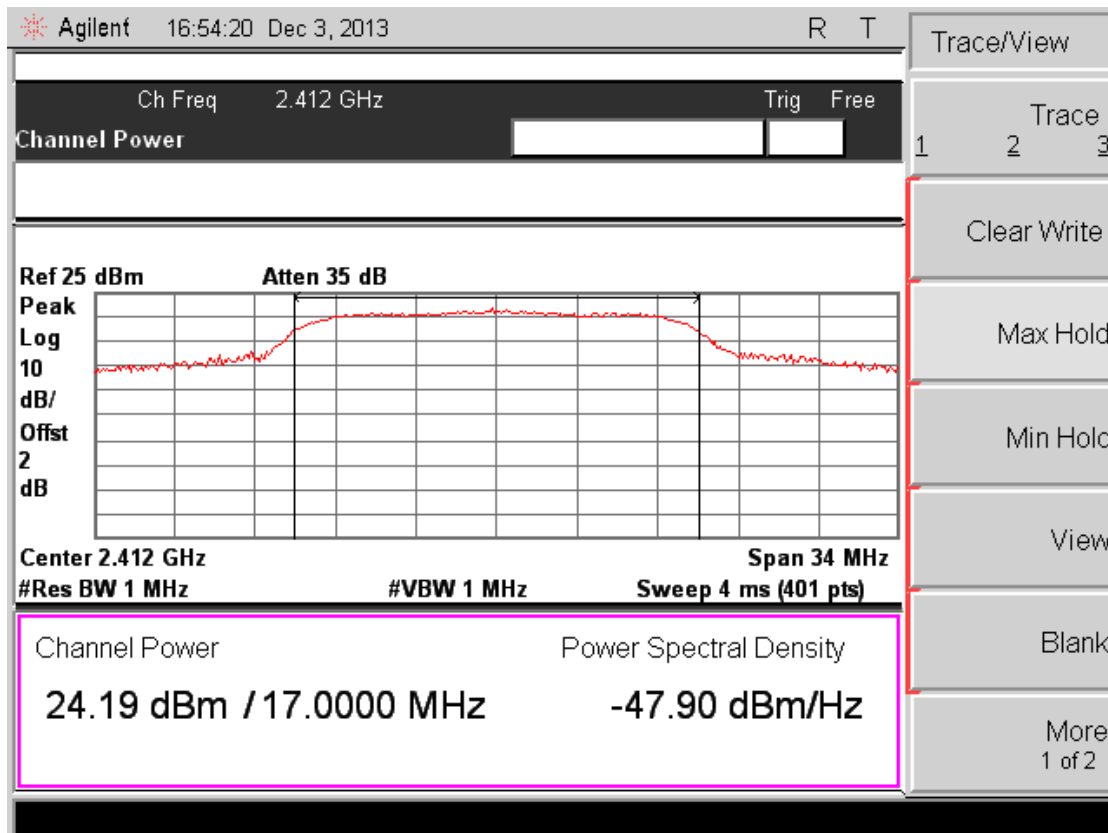 Agilent 16:54:20 Dec 3, 2013 R T
Trace/View
Ch Freq 2.412 GHz Trig Free
Channel Power
Trace
1 2 3
Clear Write
Max Hold
Min Hold
View
Blank
More
1 of 2
Ref 25 dBm Atten 35 dB
Peak
Log
10
dB/
Offst
2
dB
Center 2.412 GHz Span 34 MHz
#Res BW 1 MHz #VBW 1 MHz Sweep 4 ms (401 pts)
Channel Power Power Spectral Density
24.19 dBm / 17.0000 MHz -47.90 dBm/Hz